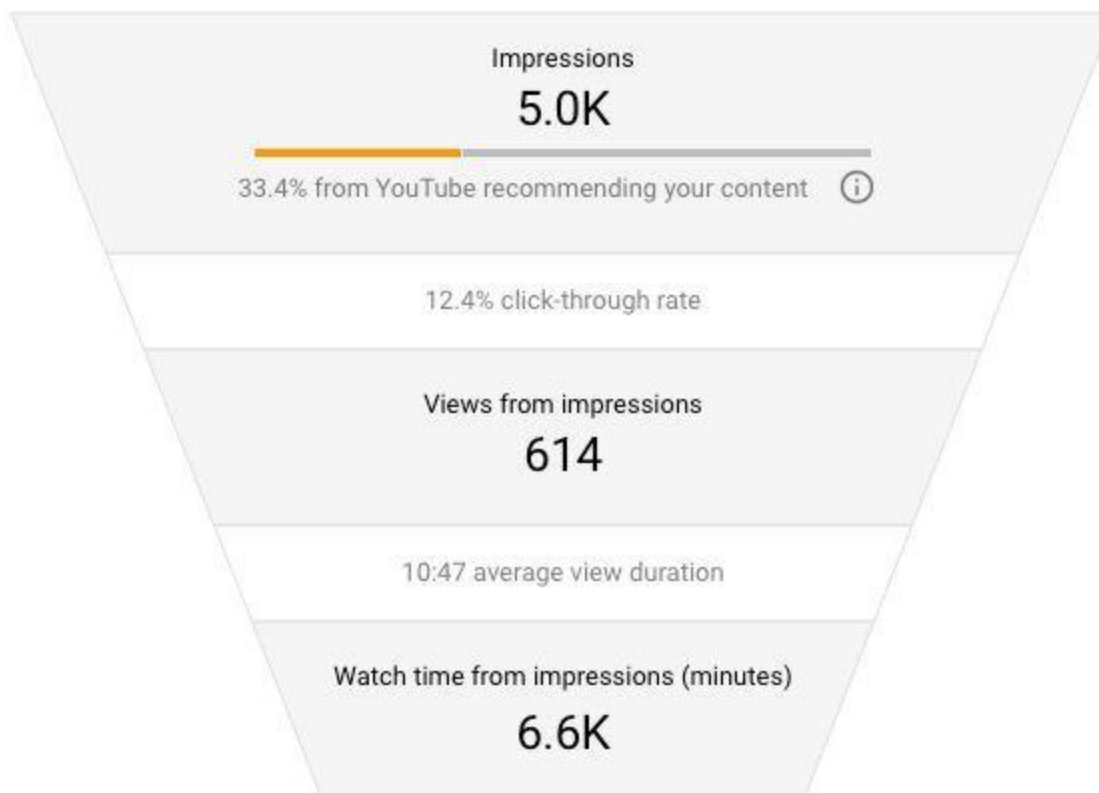 Impressions
5.0K
33.4% from YouTube recommending your content
12.4% click-through rate
Views from impressions
614
10:47 average view duration
Watch time from impressions (minutes)
6.6K